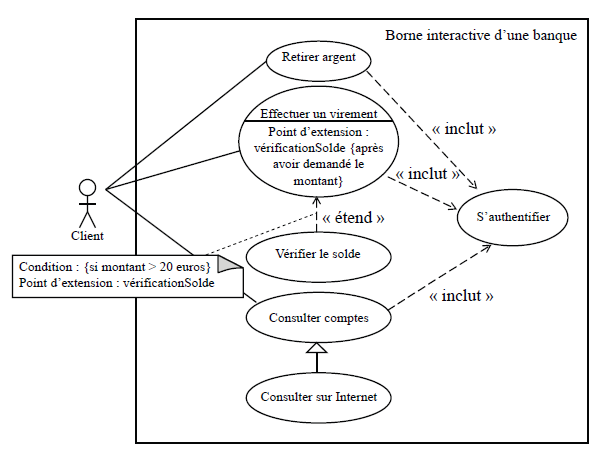 Borne interactive d'une banque
Retirer argent
Effectuer un virement
Point d'extension :
vérificationSolde {après
avoir demandé le
montant}
« inclut »
« inclut »
S'authentifier
Client
« étend »
Vérifier le solde
Condition : {si montant > 20 euros}
Point d'extension : vérificationSolde
« inclut »
Consulter comptes
Consulter sur Internet